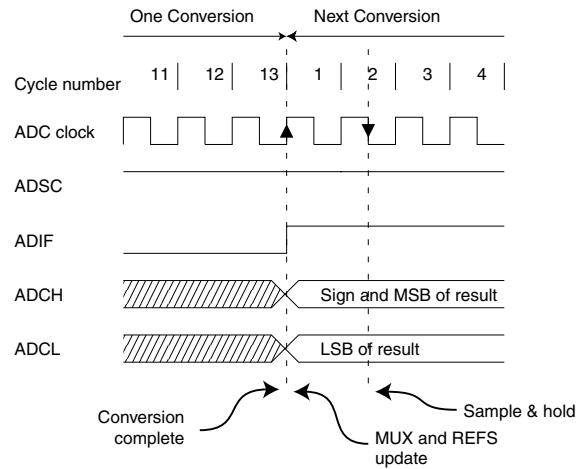 One Conversion Next Conversion
Cycle number 11 12 13 1 2 3 4
ADC clock
ADSC
ADIF
ADCH Sign and MSB of result
ADCL LSB of result
Conversion
complete
MUX and REFS
update
Sample & hold